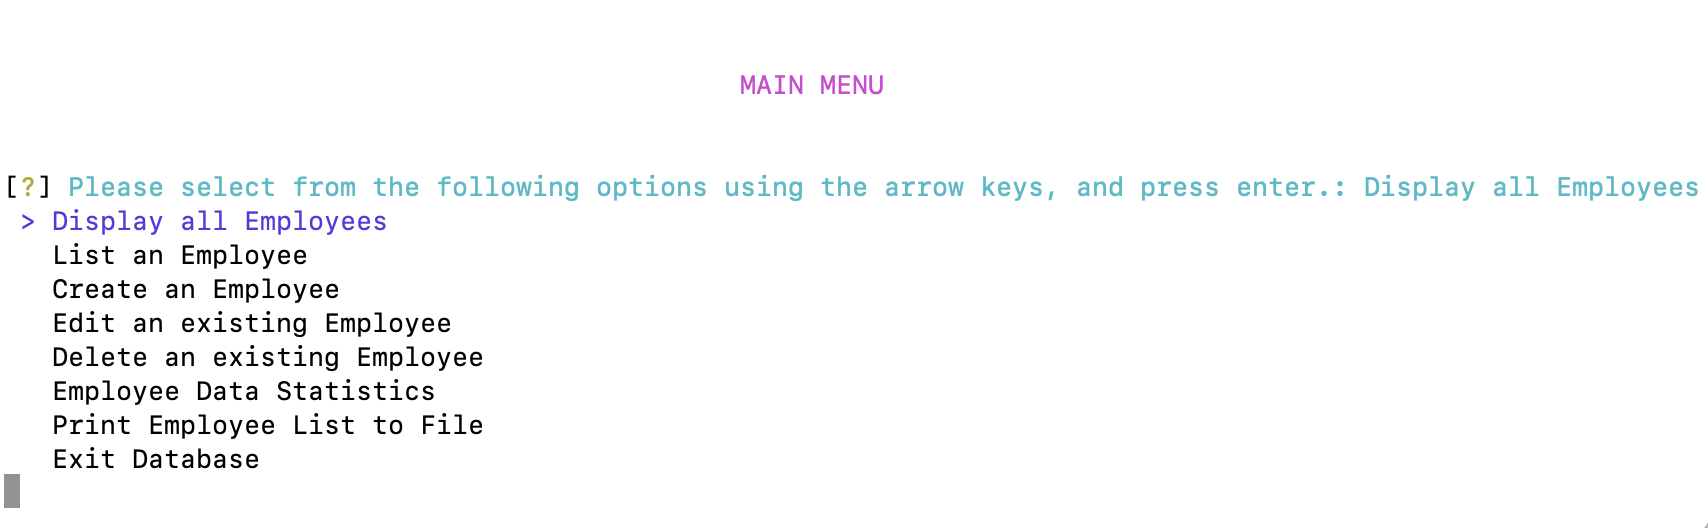 MAIN MENU
[?] Please select from the following options using the arrow keys, and press enter.: Display all Employees
> Display all Employees
List an Employee
Create an Employee
Edit an existing Employee
Delete an existing Employee
Employee Data Statistics
Print Employee List to File
Exit Database